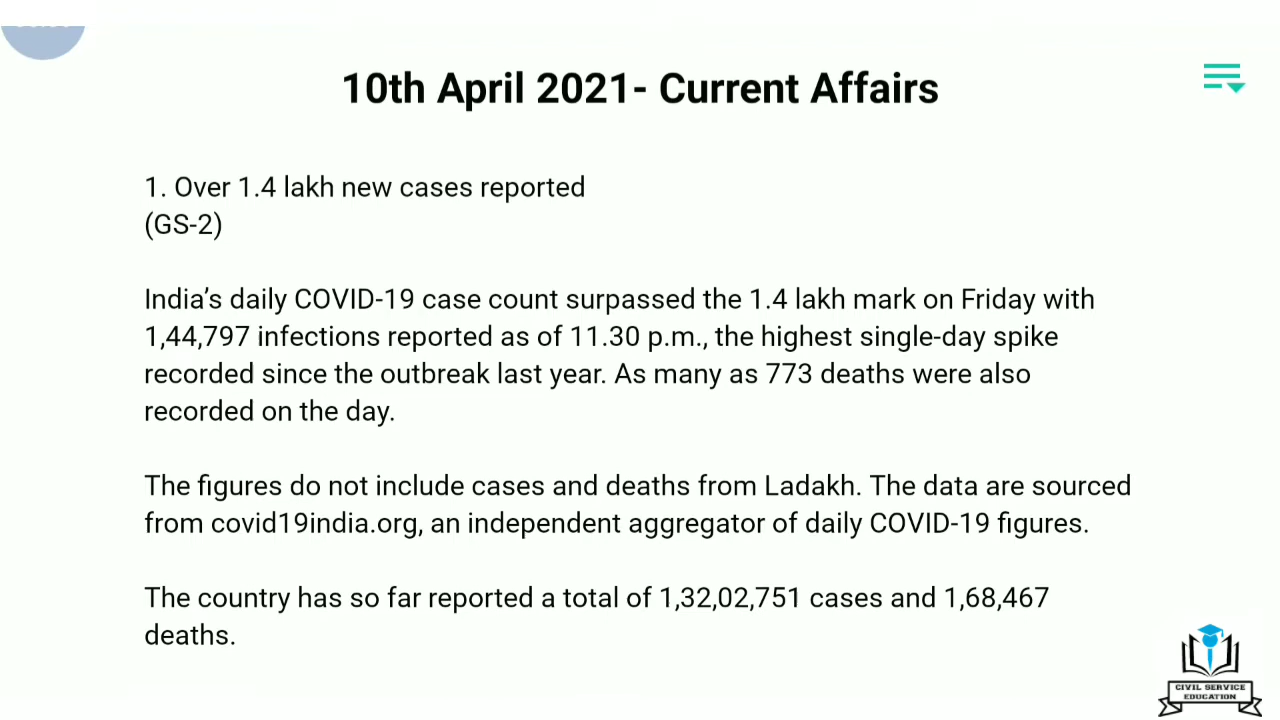 10th April 2021- Current Affairs
1. Over 1.4 lakh new cases reported
(GS-2)
India’s daily COVID-19 case count surpassed the 1.4 lakh mark on Friday with
1,44,797 infections reported as of 11.30 p.m., the highest single-day spike
recorded since the outbreak last year. As many as 773 deaths were also
recorded on the day.
The figures do not include cases and deaths from Ladakh. The data are sourced
from covid19india.org, an independent aggregator of daily COVID-19 figures.
The country has so far reported a total of 1,32,02,751 cases and 1,68,467
deaths.
CIVIL SERVICE
EDUCATION